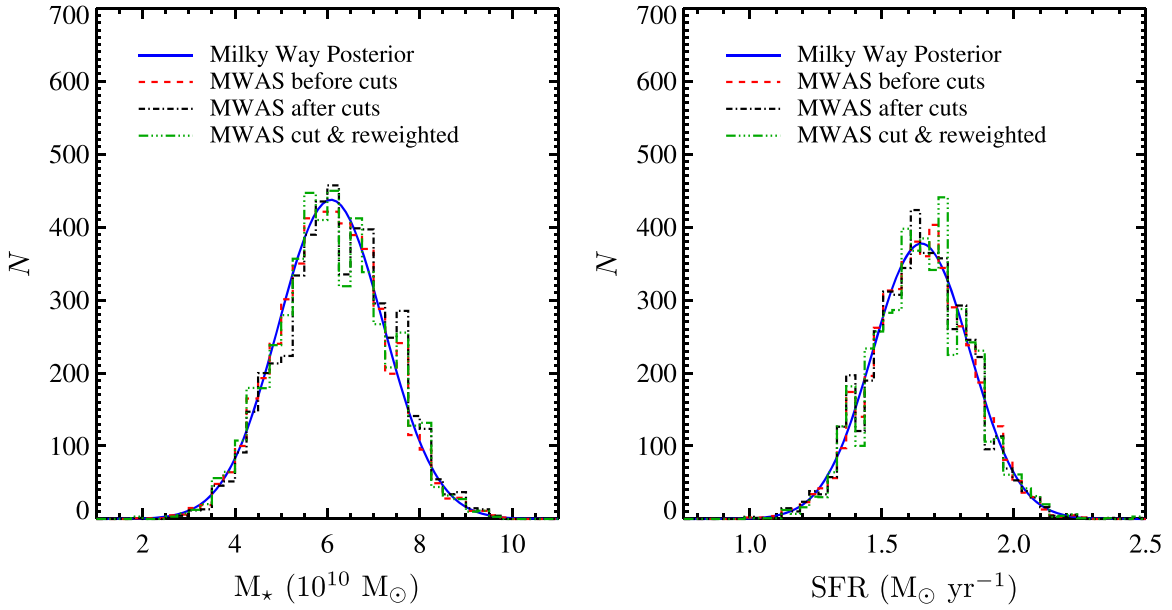 700
600
500
400
300
200
100
0
N
Milky Way Posterior
MWAS before cuts
MWAS after cuts
MWAS cut & reweighted
2 4 6 8 10
M⋆ (10¹⁰ M⊙)
700
600
500
400
300
200
100
0
N
Milky Way Posterior
MWAS before cuts
MWAS after cuts
MWAS cut & reweighted
1.0 1.5 2.0 2.5
SFR (M⊙ yr⁻¹)